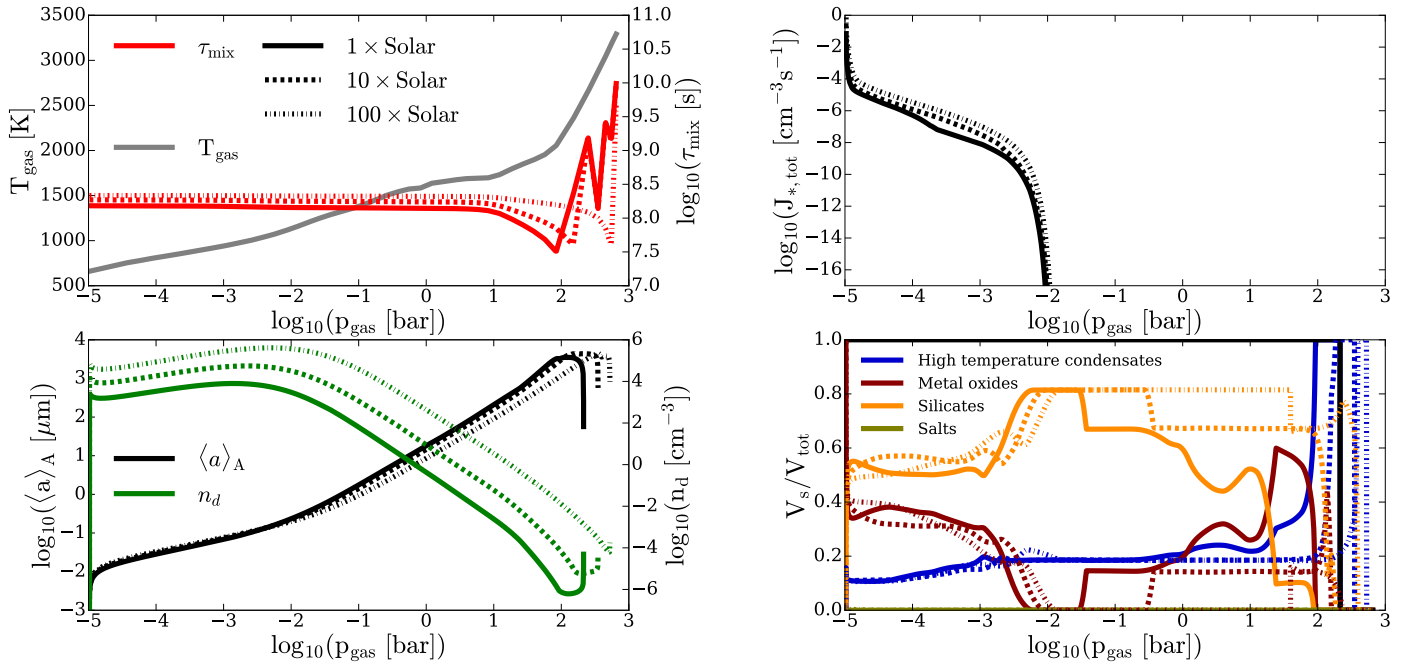 3500
3000
2500
2000
1500
1000
500
T_gas [K]
τ_mix
T_gas
1 × Solar
10 × Solar
100 × Solar
11.0
10.5
10.0
9.5
9.0
8.5
8.0
7.5
7.0
log₁₀(τ_mix [s])
−5 −4 −3 −2 −1 0 1 2 3
log₁₀(p_gas [bar])
0
−2
−4
−6
−8
−10
−12
−14
−16
log₁₀(J_*,tot [cm⁻³s⁻¹])
−5 −4 −3 −2 −1 0 1 2 3
log₁₀(p_gas [bar])
4
3
2
1
0
−1
−2
−3
log₁₀(⟨a⟩_A [μm])
⟨a⟩_A
n_d
6
4
2
0
−2
−4
−6
log₁₀(n_d [cm⁻³])
−5 −4 −3 −2 −1 0 1 2 3
log₁₀(p_gas [bar])
1.0
0.8
0.6
0.4
0.2
0.0
V_s/V_tot
High temperature condensates
Metal oxides
Silicates
Salts
−5 −4 −3 −2 −1 0 1 2 3
log₁₀(p_gas [bar])